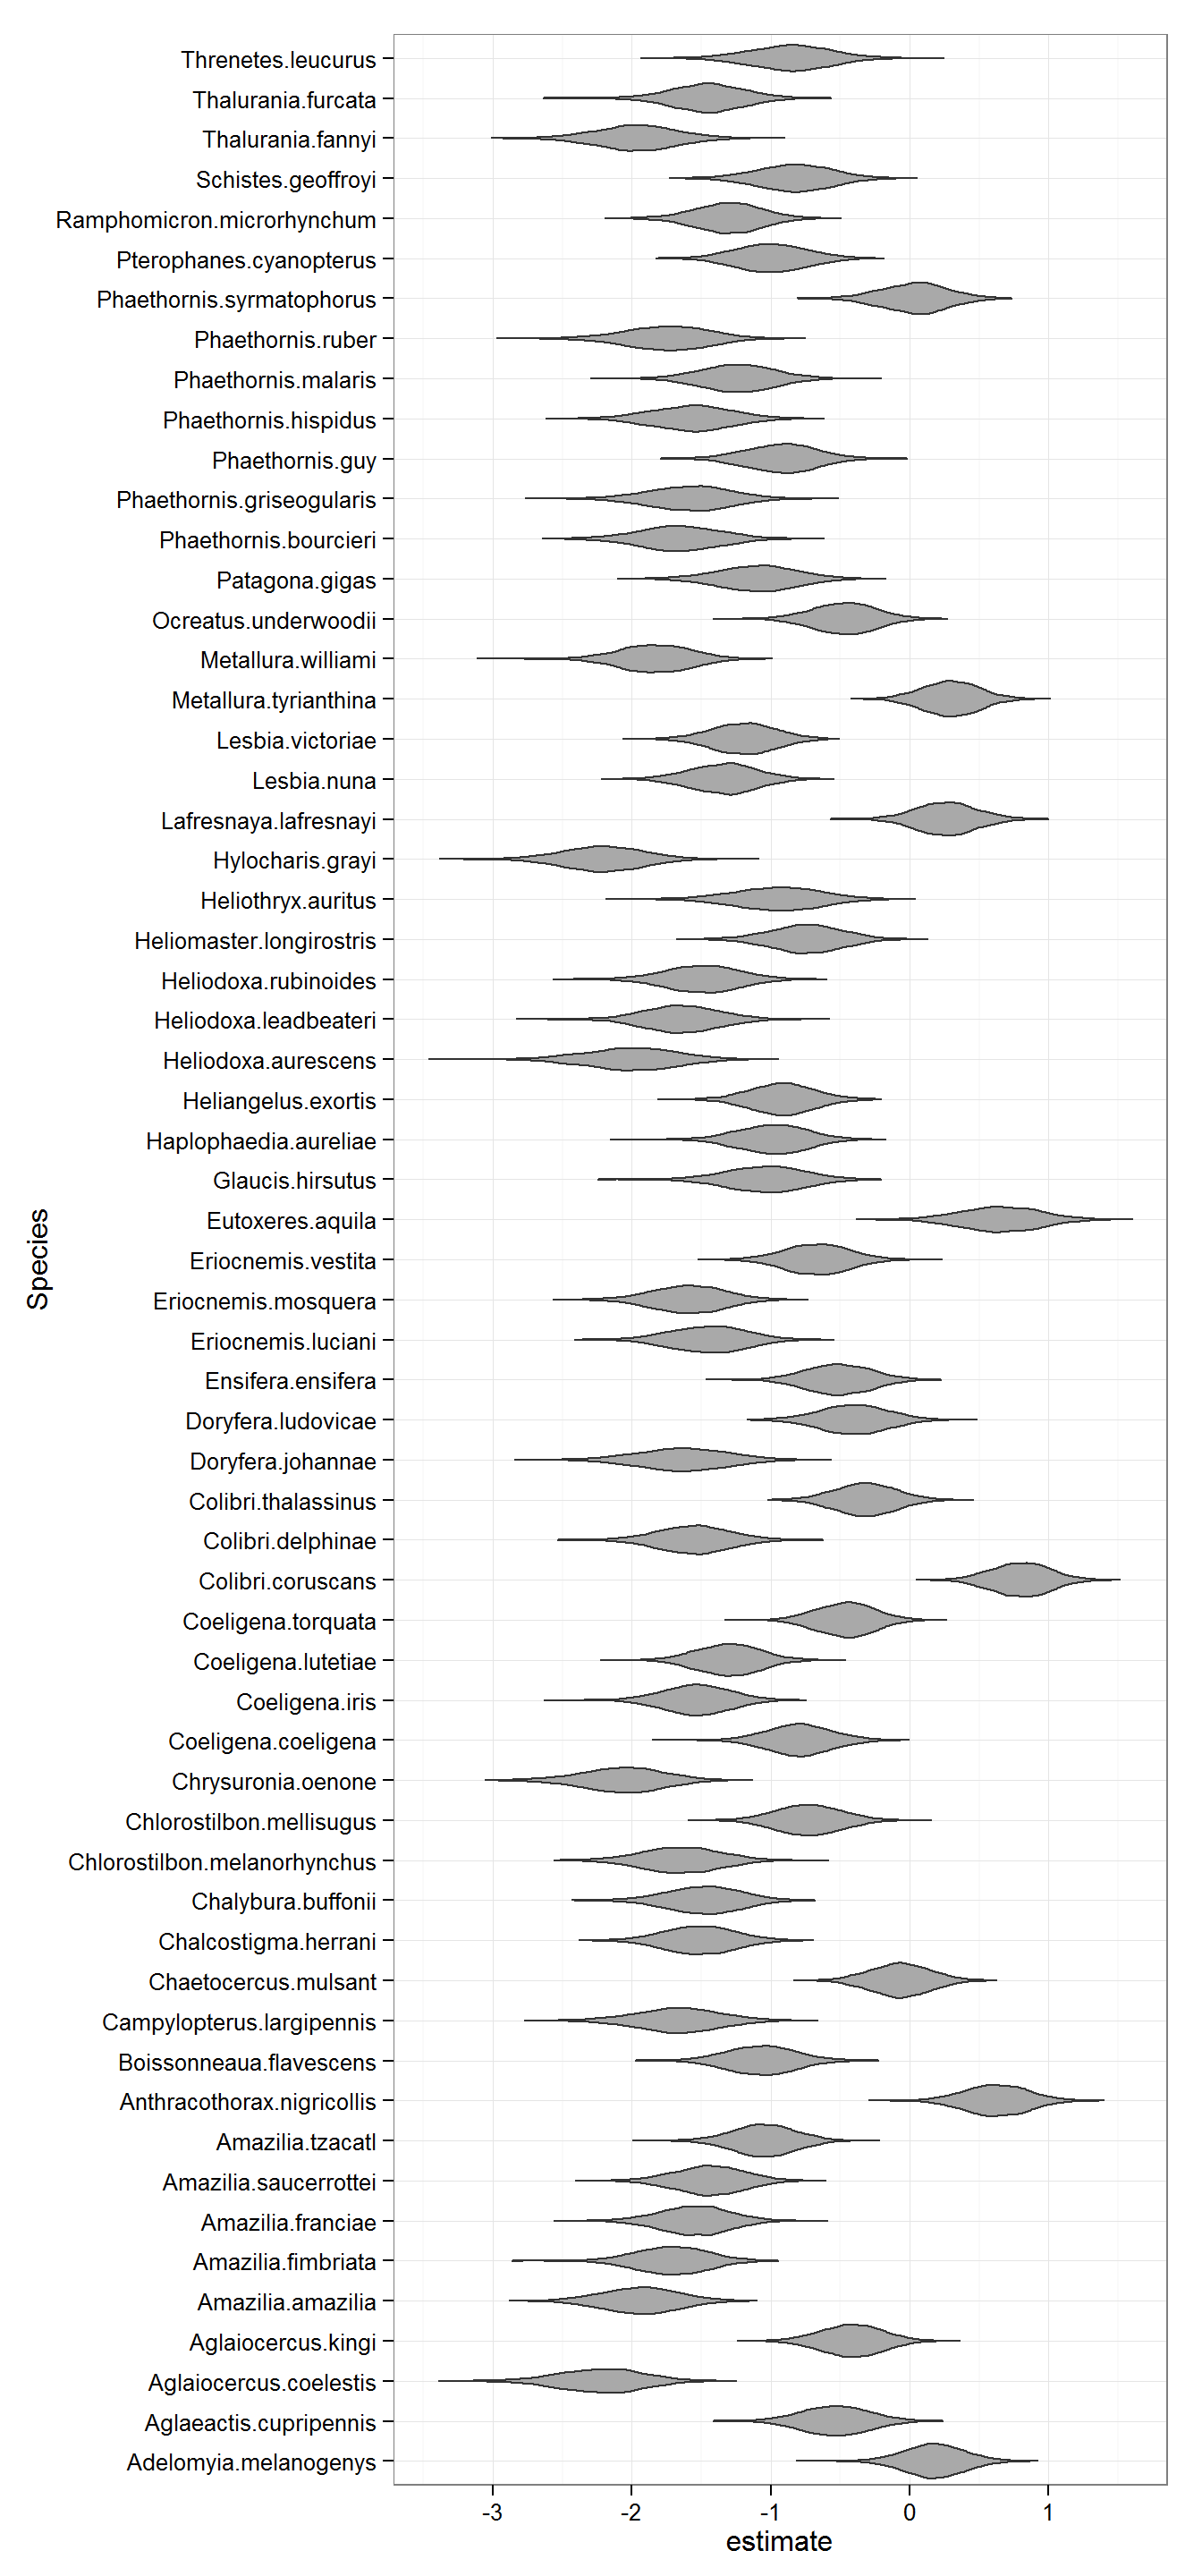 Threnetes.leucurus
Thalurania.furcata
Thalurania.fannyi
Schistes.geoffroyi
Ramphomicron.microrhynchum
Pterophanes.cyanopterus
Phaethornis.syrmatophorus
Phaethornis.ruber
Phaethornis.malaris
Phaethornis.hispidus
Phaethornis.guy
Phaethornis.griseogularis
Phaethornis.bourcieri
Patagona.gigas
Ocreatus.underwoodii
Metallura.williami
Metallura.tyrianthina
Lesbia.victoriae
Lesbia.nuna
Lafresnaya.lafresnayi
Hylocharis.grayi
Heliothryx.auritus
Heliomaster.longirostris
Heliodoxa.rubinoides
Heliodoxa.leadbeateri
Heliodoxa.aurescens
Heliangelus.exortis
Haplophaedia.aureliae
Glaucis.hirsutus
Eutoxeres.aquila
Eriocnemis.vestita
Eriocnemis.mosquera
Eriocnemis.luciani
Ensifera.ensifera
Doryfera.ludovicae
Doryfera.johannae
Colibri.thalassinus
Colibri.delphinae
Colibri.coruscans
Coeligena.torquata
Coeligena.lutetiae
Coeligena.iris
Coeligena.coeligena
Chrysuronia.oenone
Chlorostilbon.mellisugus
Chlorostilbon.melanorhynchus
Chalybura.buffonii
Chalcostigma.herrani
Chaetocercus.mulsant
Campylopterus.largipennis
Boissonneaua.flavescens
Anthracothorax.nigricollis
Amazilia.tzacatl
Amazilia.saucerrottei
Amazilia.franciae
Amazilia.fimbriata
Amazilia.amazilia
Aglaiocercus.kingi
Aglaiocercus.coelestis
Aglaeactis.cupripennis
Adelomyia.melanogenys
Species
-3 -2 -1 0 1
estimate